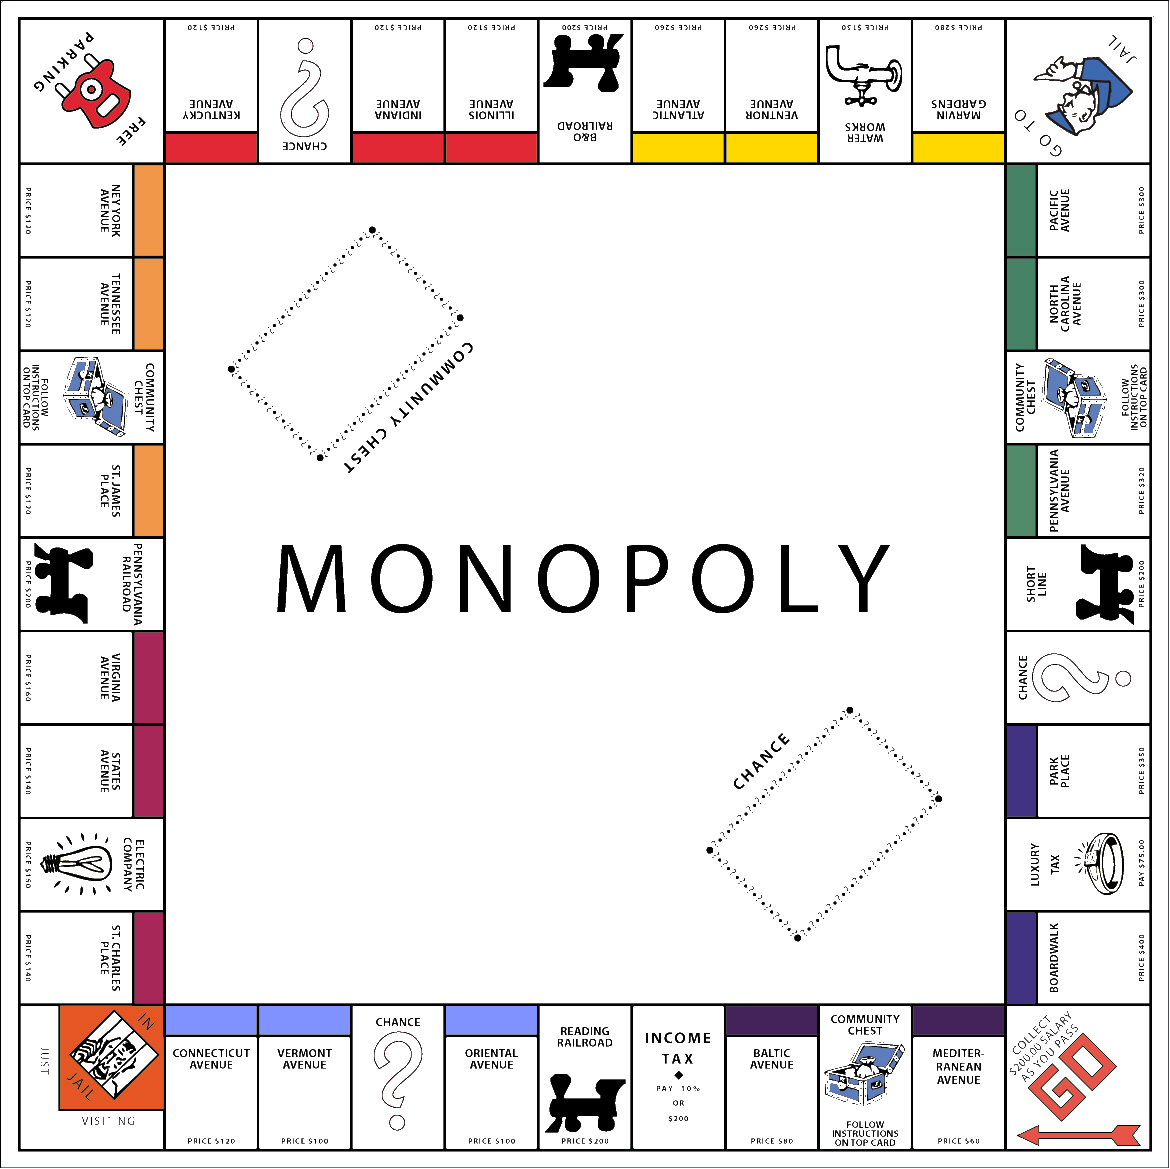 FREE
PARKING
PRICE $120
KENTUCKY
AVENUE
CHANCE
PRICE $120
INDIANA
AVENUE
PRICE $120
ILLINOIS
AVENUE
PRICE $200
B&O
RAILROAD
PRICE $260
ATLANTIC
AVENUE
PRICE $260
VENTNOR
AVENUE
PRICE $150
WATER
WORKS
PRICE $280
MARVIN
GARDENS
GO TO
JAIL
NEY YORK
AVENUE
PRICE $120
TENNESSEE
AVENUE
PRICE $120
COMMUNITY
CHEST
FOLLOW
INSTRUCTIONS
ON TOP CARD
ST. JAMES
PLACE
PRICE $120
PENNSYLVANIA
RAILROAD
PRICE $200
VIRGINIA
AVENUE
PRICE $160
STATES
AVENUE
PRICE $140
ELECTRIC
COMPANY
PRICE $150
ST. CHARLES
PLACE
PRICE $140
COMMUNITY CHEST
MONOPOLY
CHANCE
PACIFIC
AVENUE
PRICE $300
NORTH
CAROLINA
AVENUE
PRICE $300
COMMUNITY
CHEST
FOLLOW
INSTRUCTIONS
ON TOP CARD
PENNSYLVANIA
AVENUE
PRICE $320
SHORT
LINE
PRICE $200
CHANCE
PARK
PLACE
PRICE $350
LUXURY
TAX
PAY $75.00
BOARDWALK
PRICE $400
IN
JAIL
JUST
VISITING
CONNECTICUT
AVENUE
PRICE $120
VERMONT
AVENUE
PRICE $100
CHANCE
ORIENTAL
AVENUE
PRICE $100
READING
RAILROAD
PRICE $200
INCOME
TAX
PAY 10%
OR
$200
BALTIC
AVENUE
PRICE $80
COMMUNITY
CHEST
FOLLOW
INSTRUCTIONS
ON TOP CARD
MEDITER-
RANEAN
AVENUE
PRICE $60
COLLECT
$200.00 SALARY
AS YOU PASS
GO